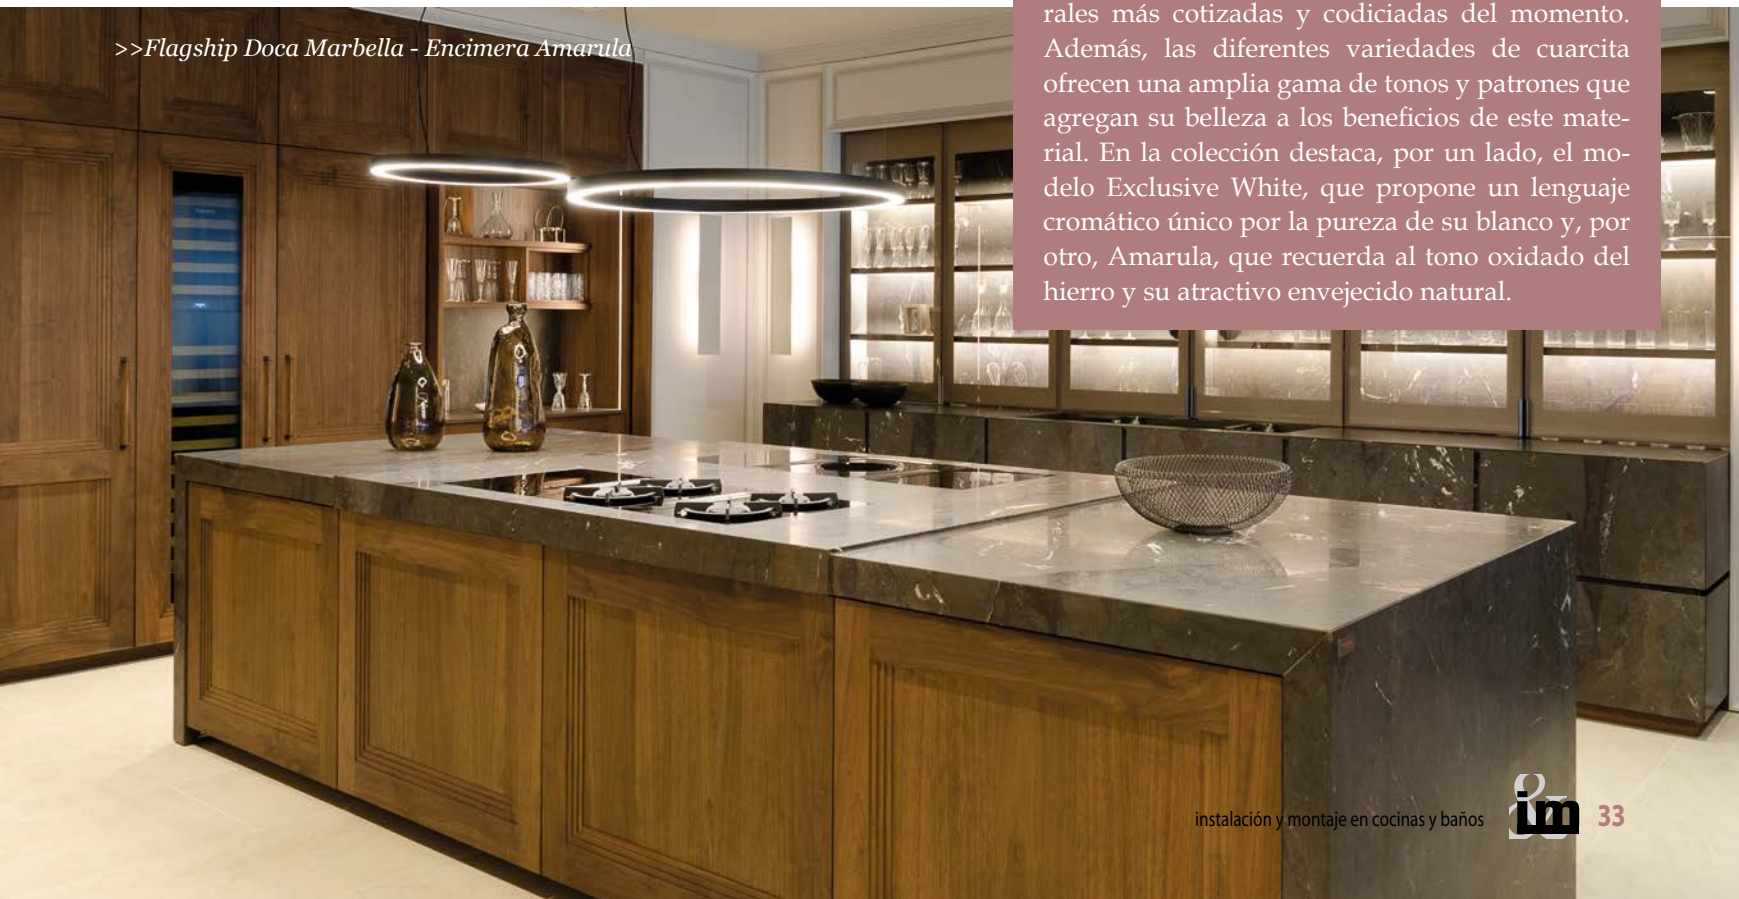 >>Flagship Doca Marbella - Encimera Amarula
rales más cotizadas y codiciadas del momento.
Además, las diferentes variedades de cuarcita
ofrecen una amplia gama de tonos y patrones que
agregan su belleza a los beneficios de este mate-
rial. En la colección destaca, por un lado, el mo-
delo Exclusive White, que propone un lenguaje
cromático único por la pureza de su blanco y, por
otro, Amarula, que recuerda al tono oxidado del
hierro y su atractivo envejecido natural.
instalación y montaje en cocinas y baños
&im 33